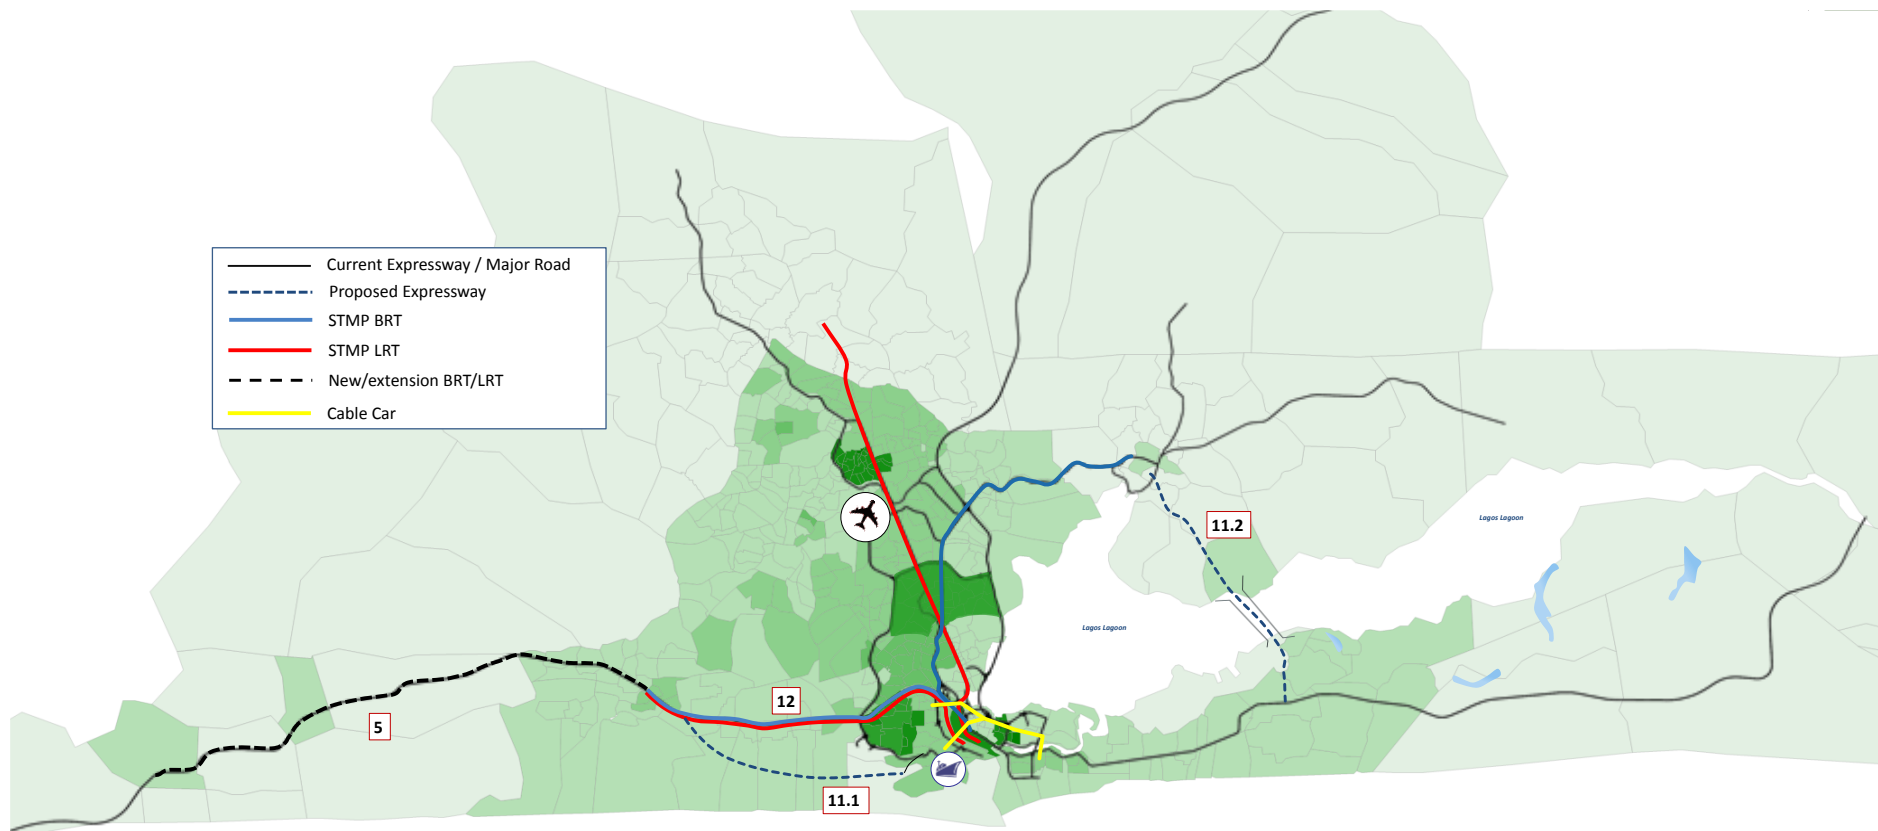 Current Expressway / Major Road
Proposed Expressway
STMP BRT
STMP LRT
New/extension BRT/LRT
Cable Car
11.2
Lagos Lagoon
Lagos Lagoon
12
5
11.1